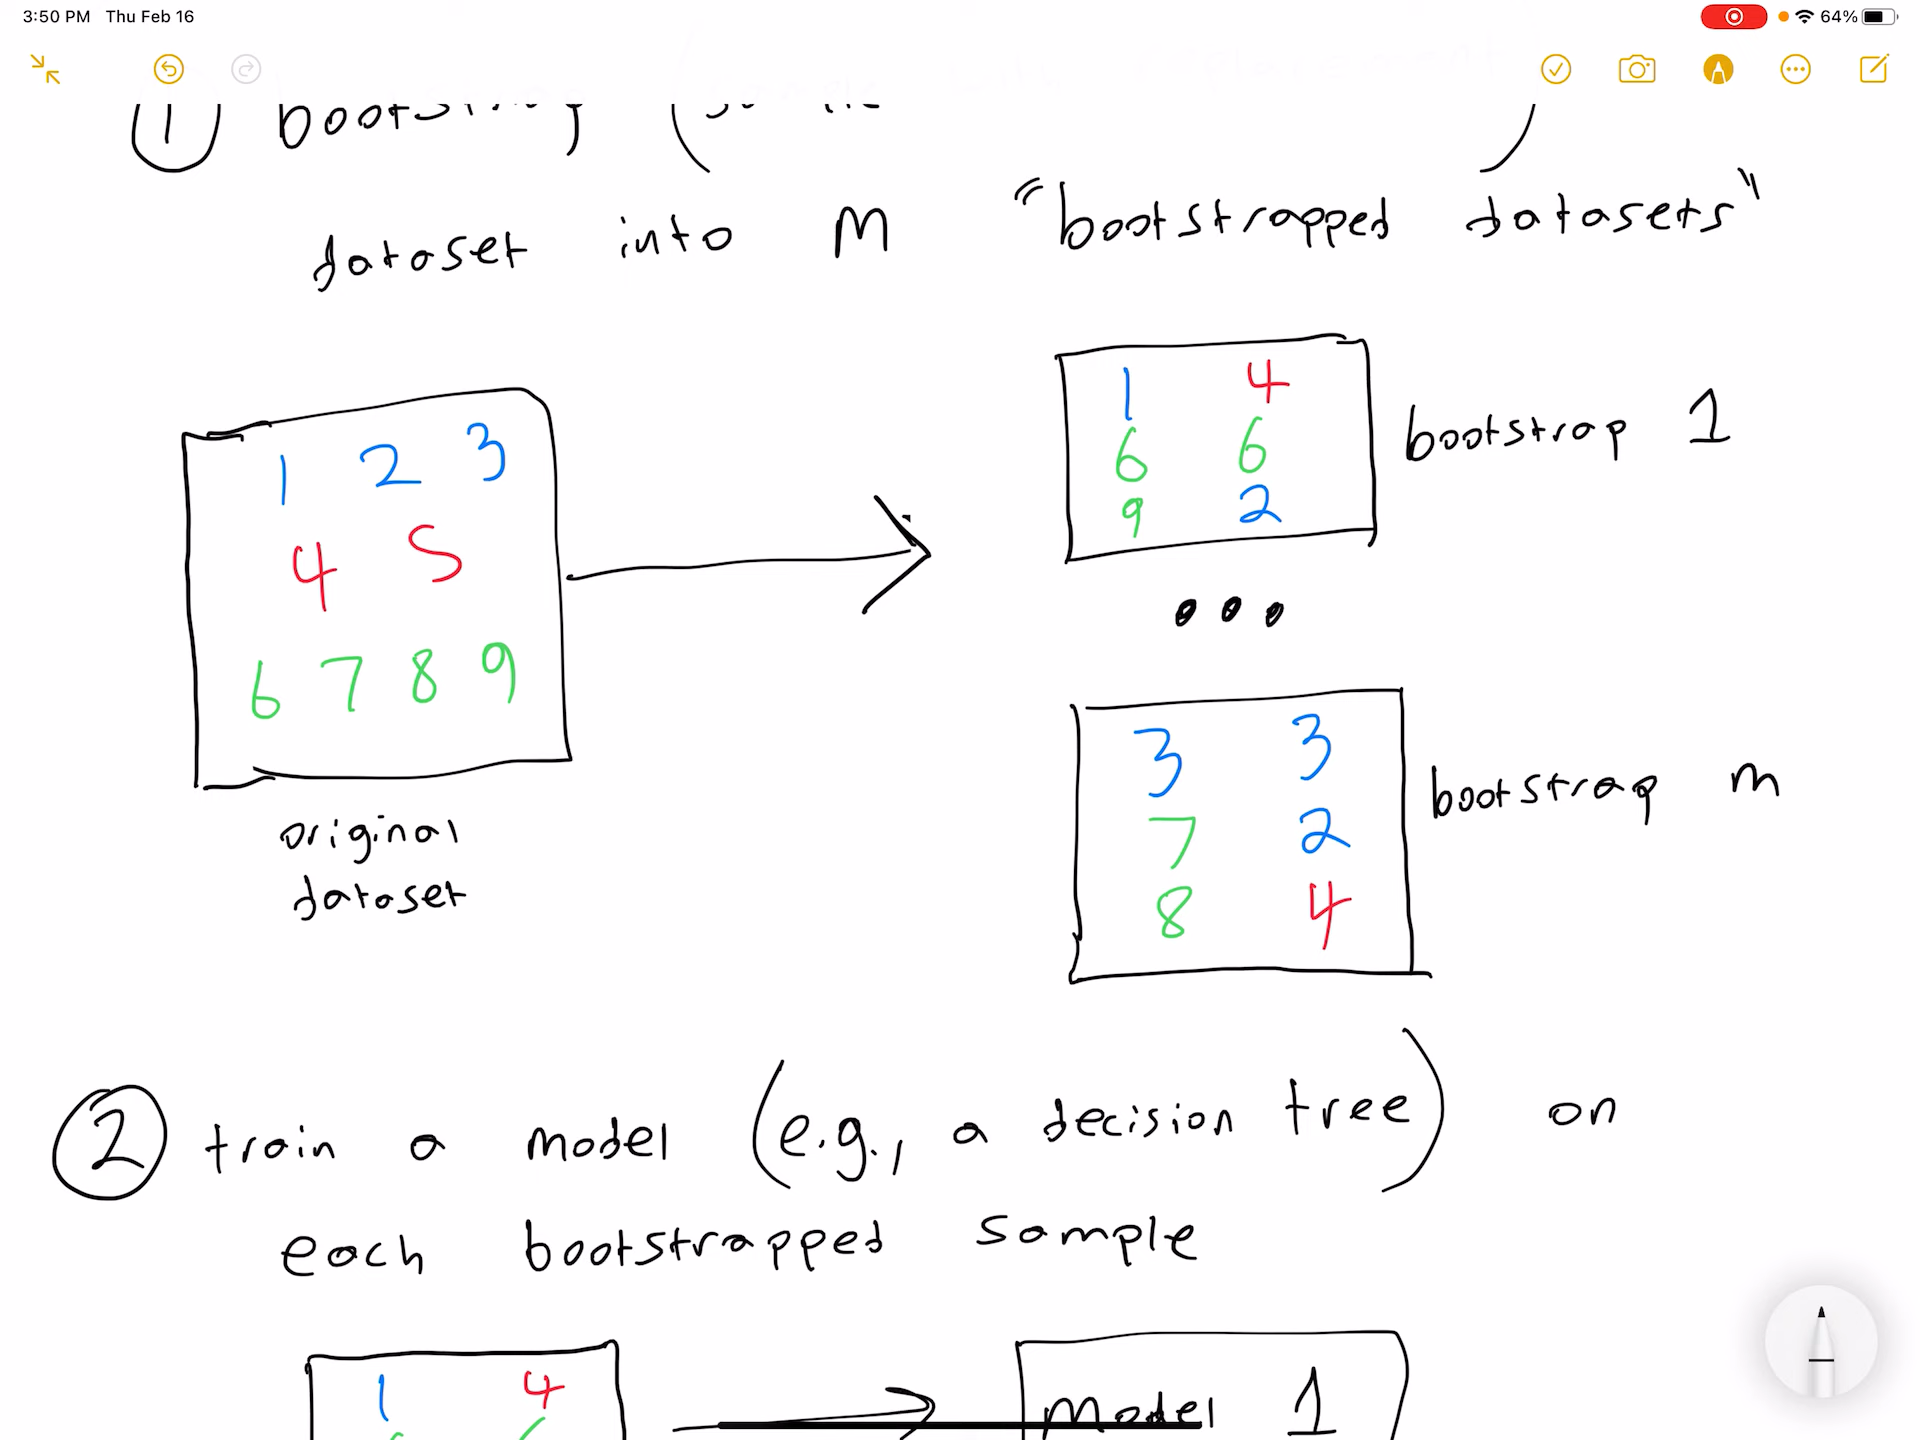 3:50 PM Thu Feb 16
64%
1
dataset into M "bootstrapped datasets"
1 2 3
4 5
6 7 8 9
original
dataset
1 4
6 6
9 2
bootstrap 1
3 3
7 2
8 4
bootstrap m
2 train a model (e.g., a decision tree) on
each bootstrapped sample
1 4
Model 1